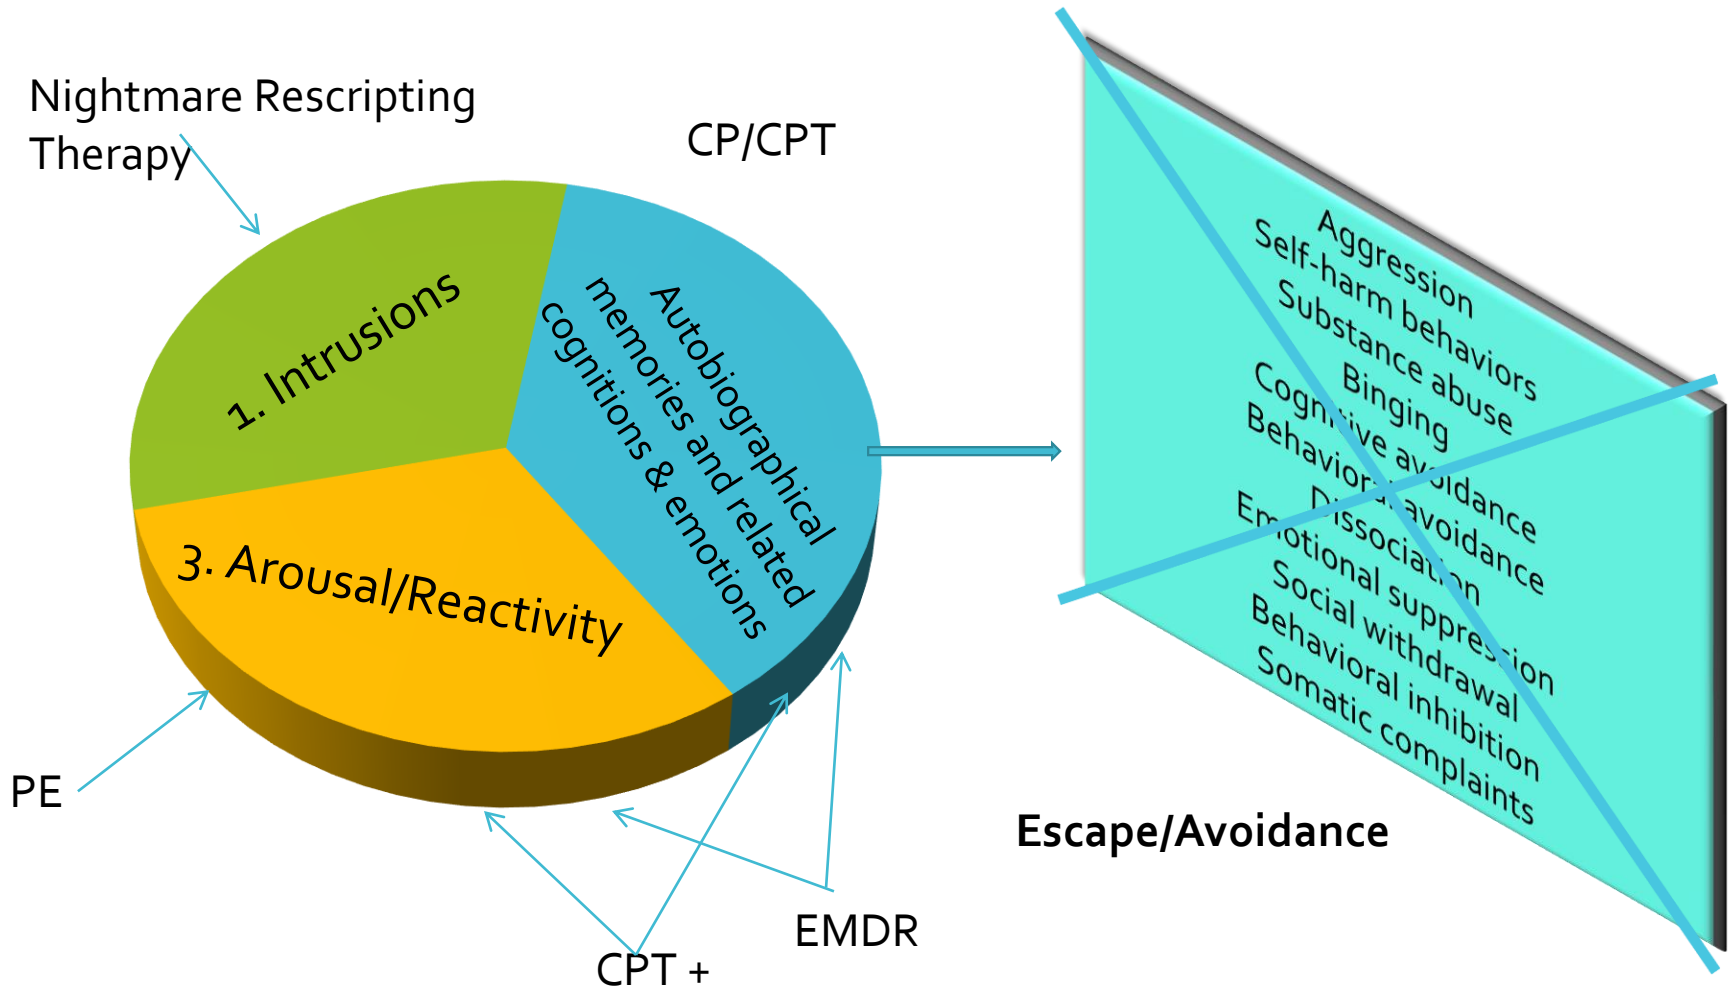 Nightmare Rescripting
Therapy
CP/CPT
1. Intrusions
Autobiographical
memories and related
cognitions & emotions
3. Arousal/Reactivity
PE
CPT +
EMDR
Aggression
Self-harm behaviors
Substance abuse
Binging
Cognitive avoidance
Behavioral avoidance
Dissociation
Emotional suppression
Social withdrawal
Behavioral inhibition
Somatic complaints
Escape/Avoidance